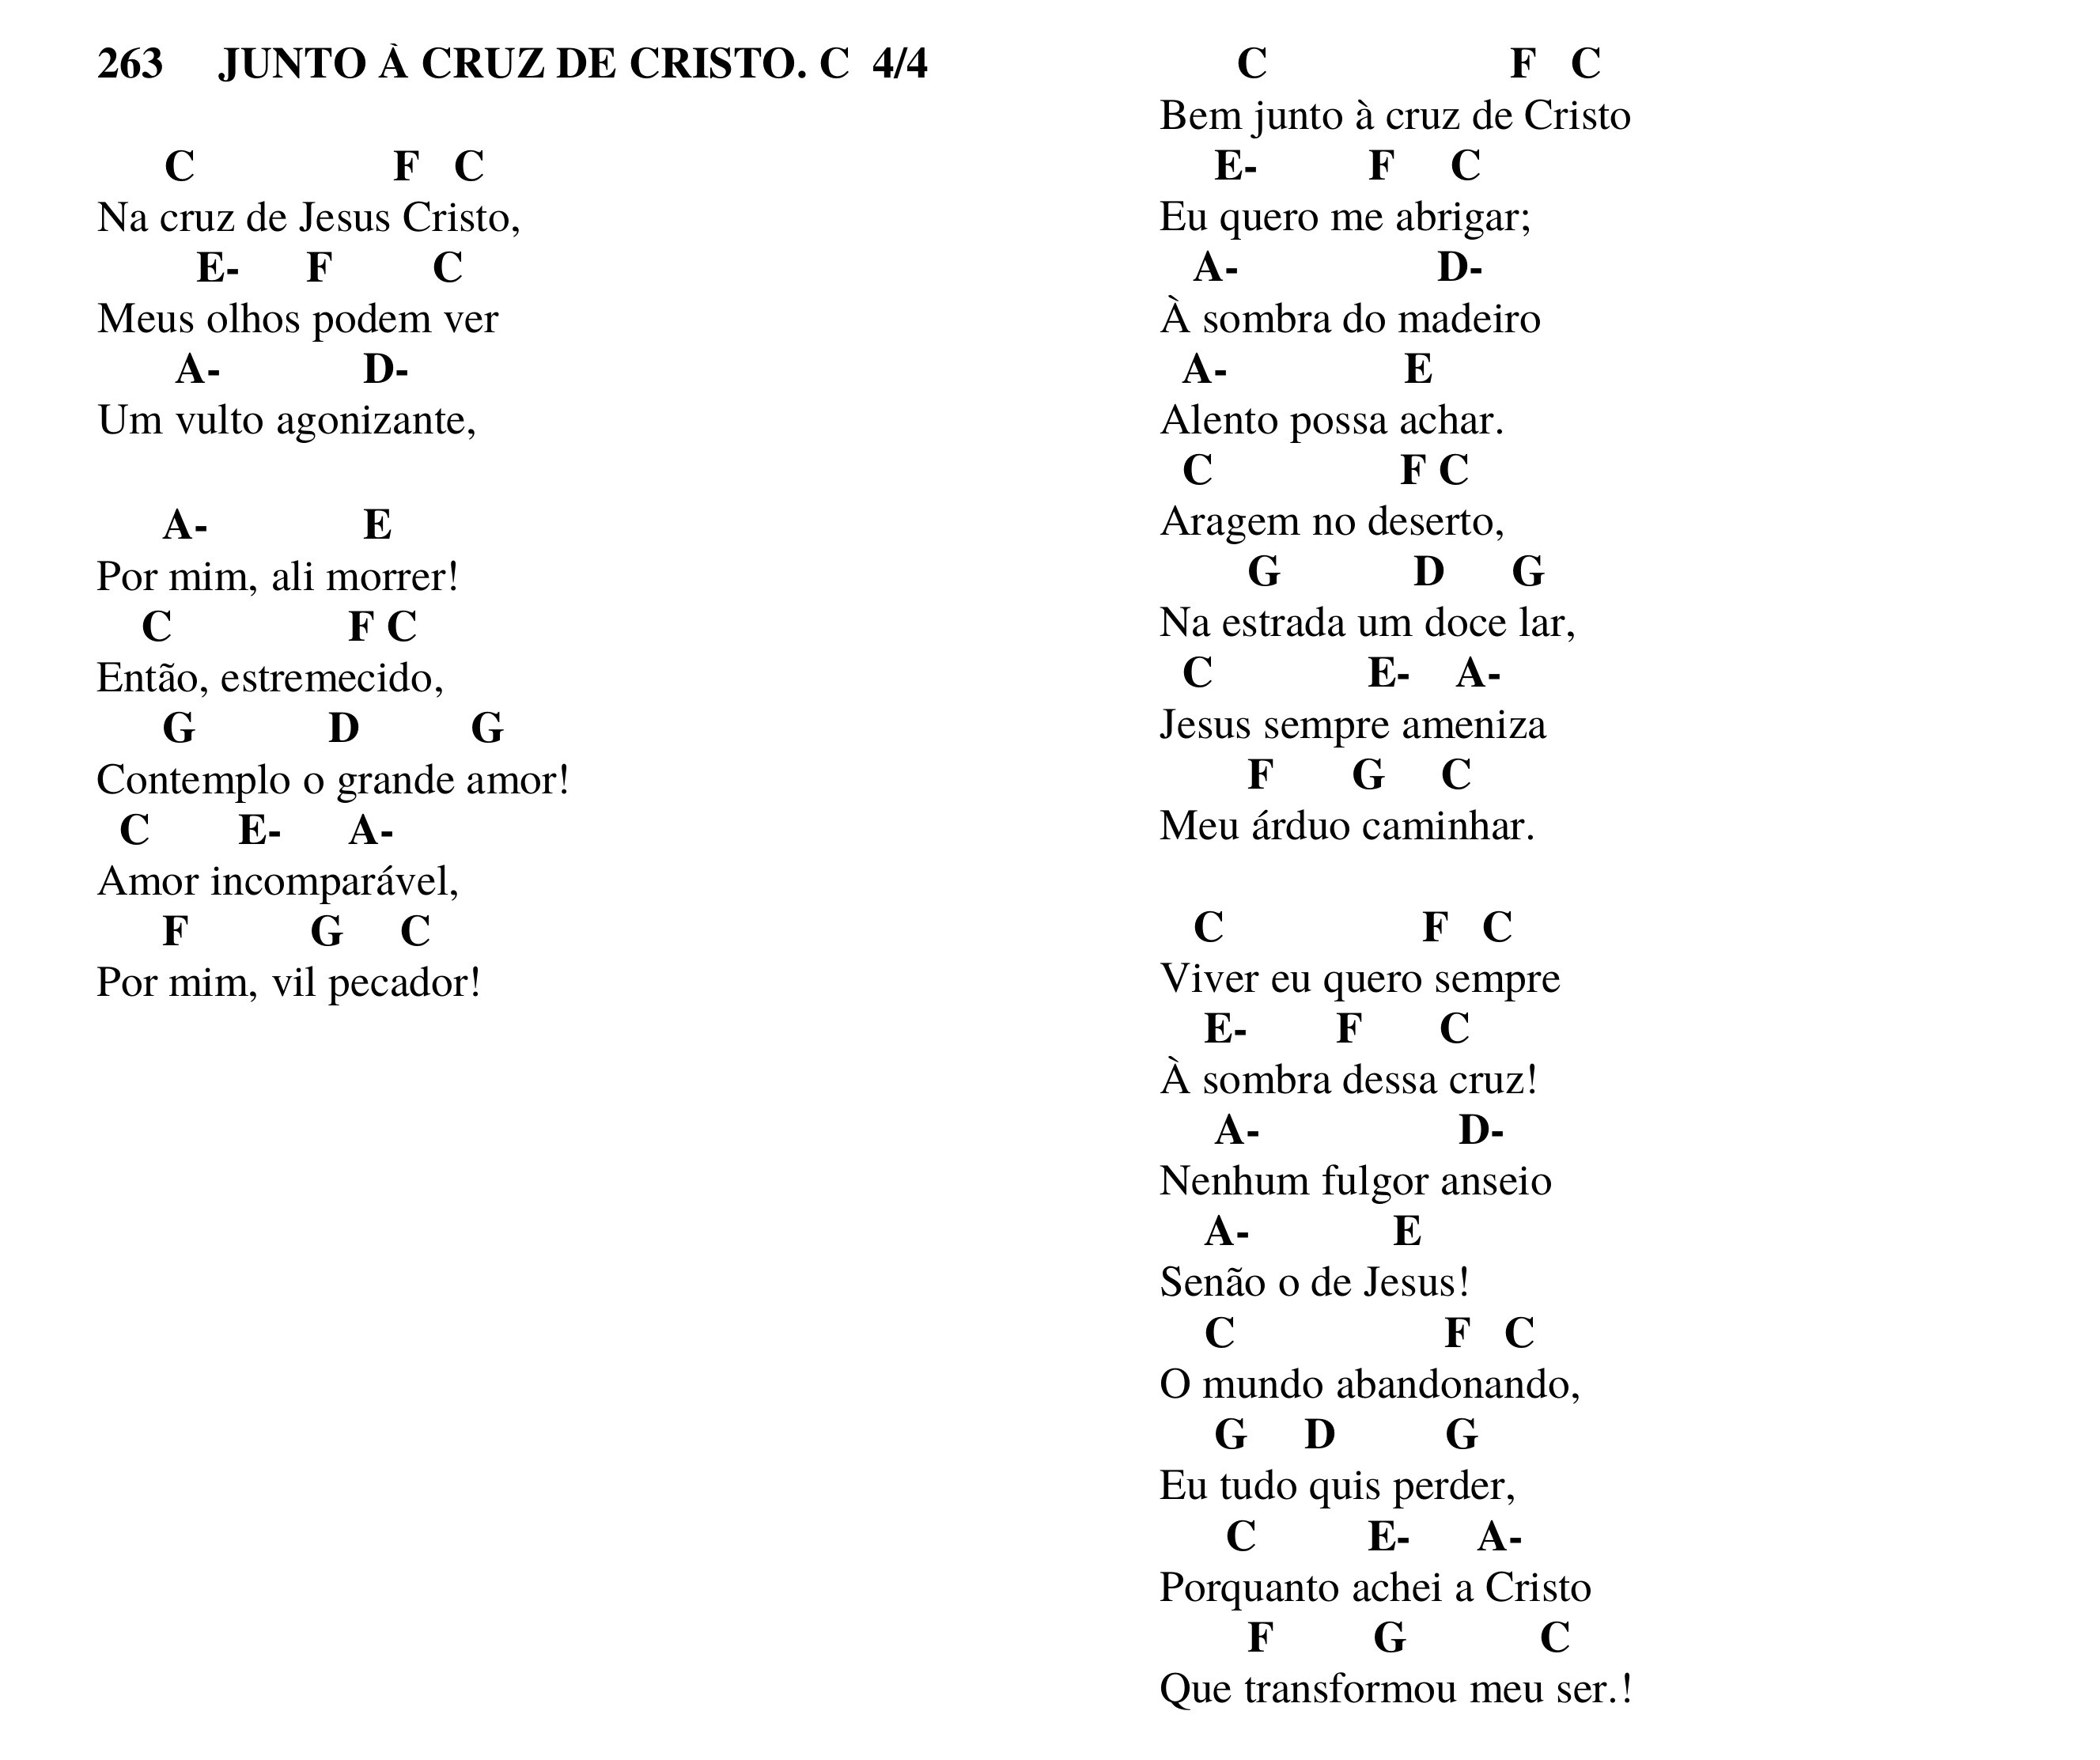 263 JUNTO À CRUZ DE CRISTO. C 4/4
C F C
Na cruz de Jesus Cristo,
E- F C
Meus olhos podem ver
A- D-
Um vulto agonizante,
A- E
Por mim, ali morrer!
C F C
Então, estremecido,
G D G
Contemplo o grande amor!
C E- A-
Amor incomparável,
F G C
Por mim, vil pecador!
C F C
Bem junto à cruz de Cristo
E- F C
Eu quero me abrigar;
A- D-
À sombra do madeiro
A- E
Alento possa achar.
C F C
Aragem no deserto,
G D G
Na estrada um doce lar,
C E- A-
Jesus sempre ameniza
F G C
Meu árduo caminhar.
C F C
Viver eu quero sempre
E- F C
À sombra dessa cruz!
A- D-
Nenhum fulgor anseio
A- E
Senão o de Jesus!
C F C
O mundo abandonando,
G D G
Eu tudo quis perder,
C E- A-
Porquanto achei a Cristo
F G C
Que transformou meu ser.!